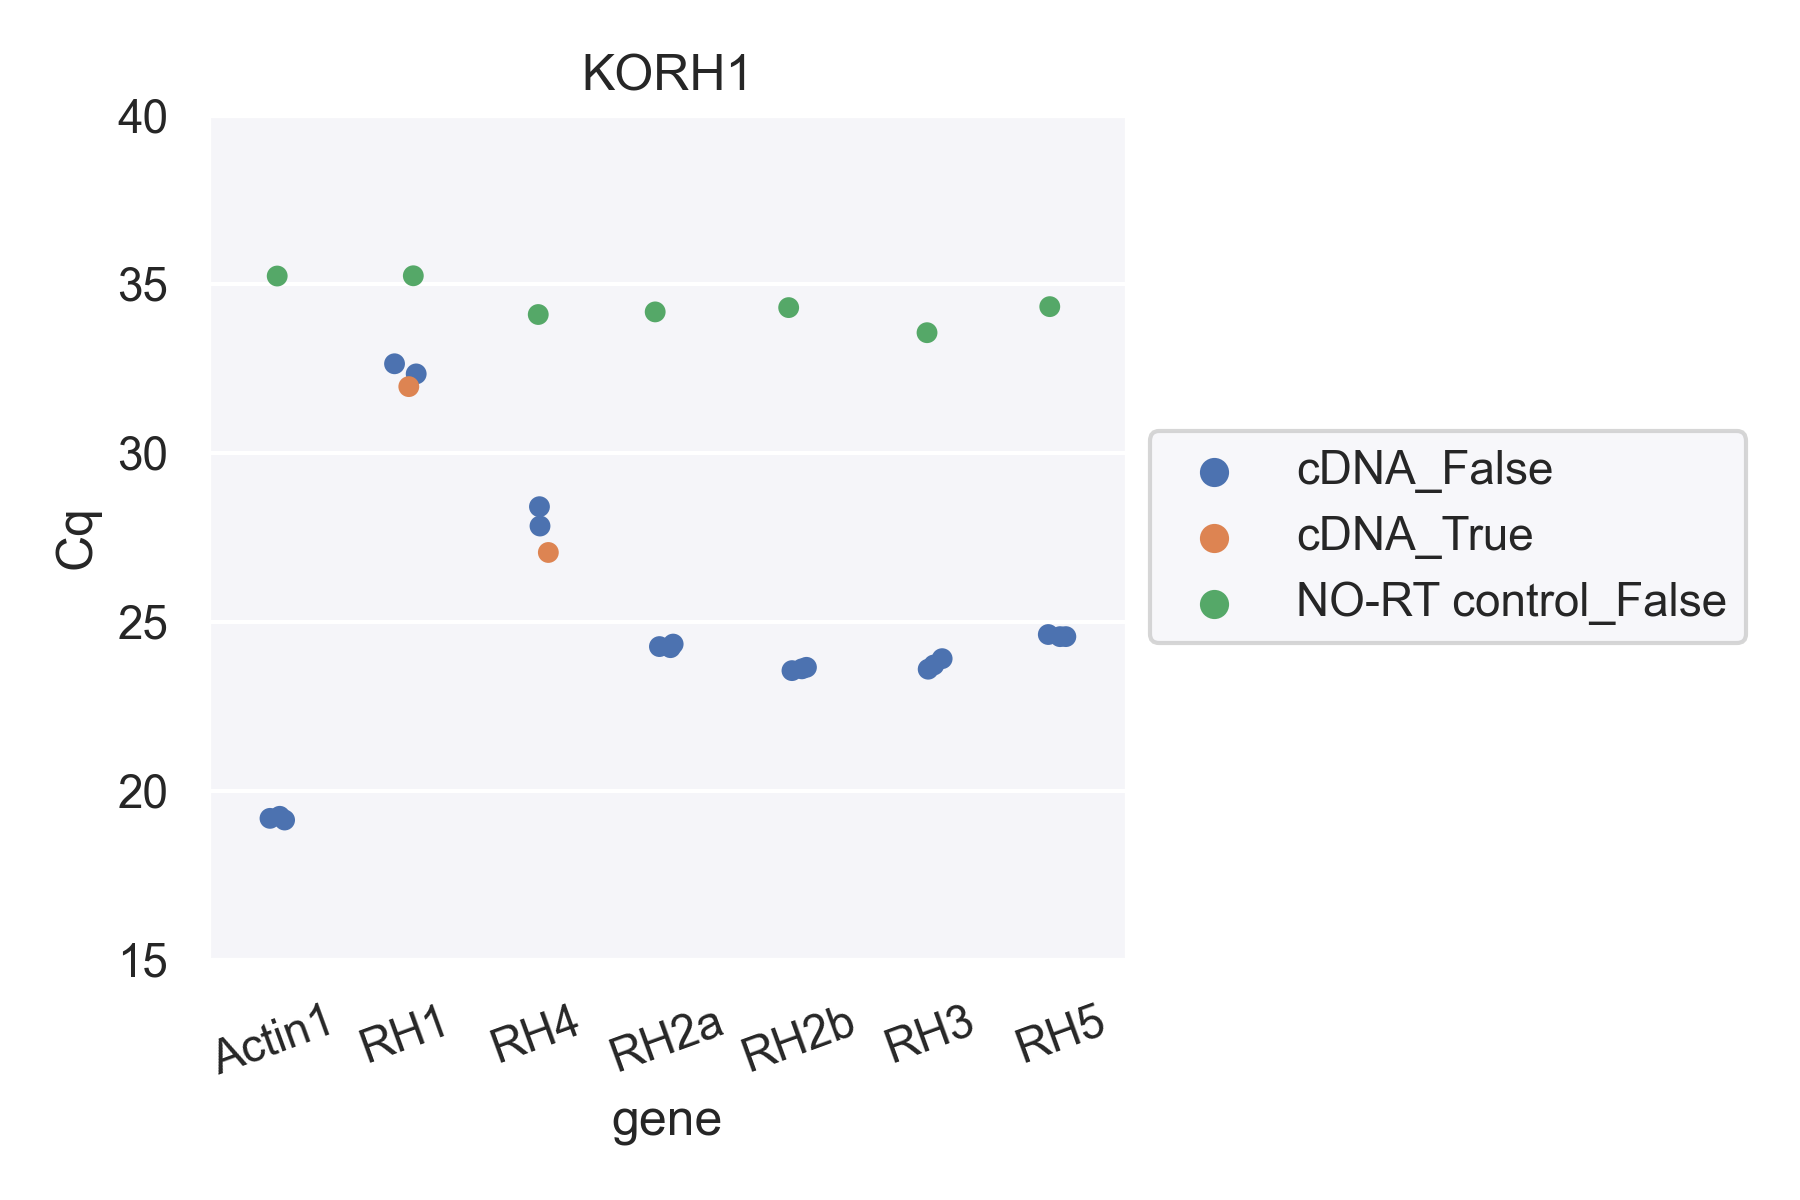 KORH1
40
35
30
25
20
15
Cq
Actin1
RH1
RH4
RH2a
RH2b
RH3
RH5
gene
cDNA_False
cDNA_True
NO-RT control_False